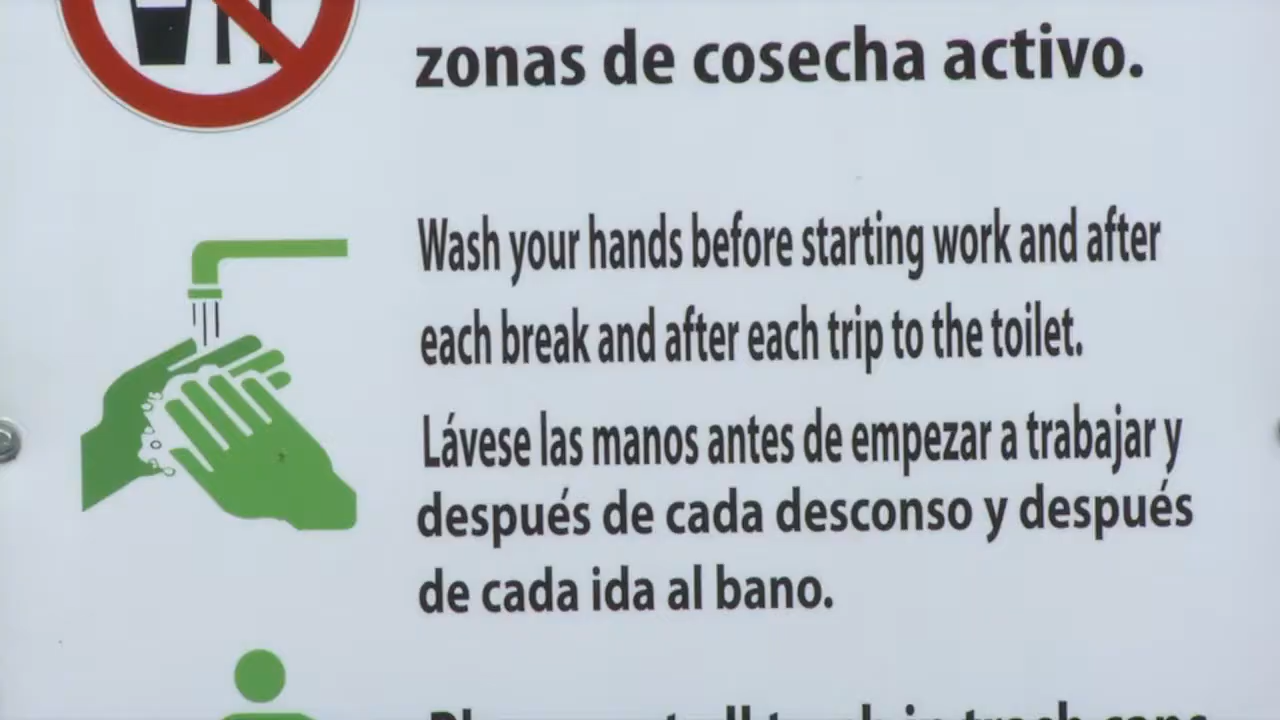 zonas de cosecha activo.
Wash your hands before starting work and after
each break and after each trip to the toilet.
Lávese las manos antes de empezar a trabajar y
después de cada desconso y después
de cada ida al bano.